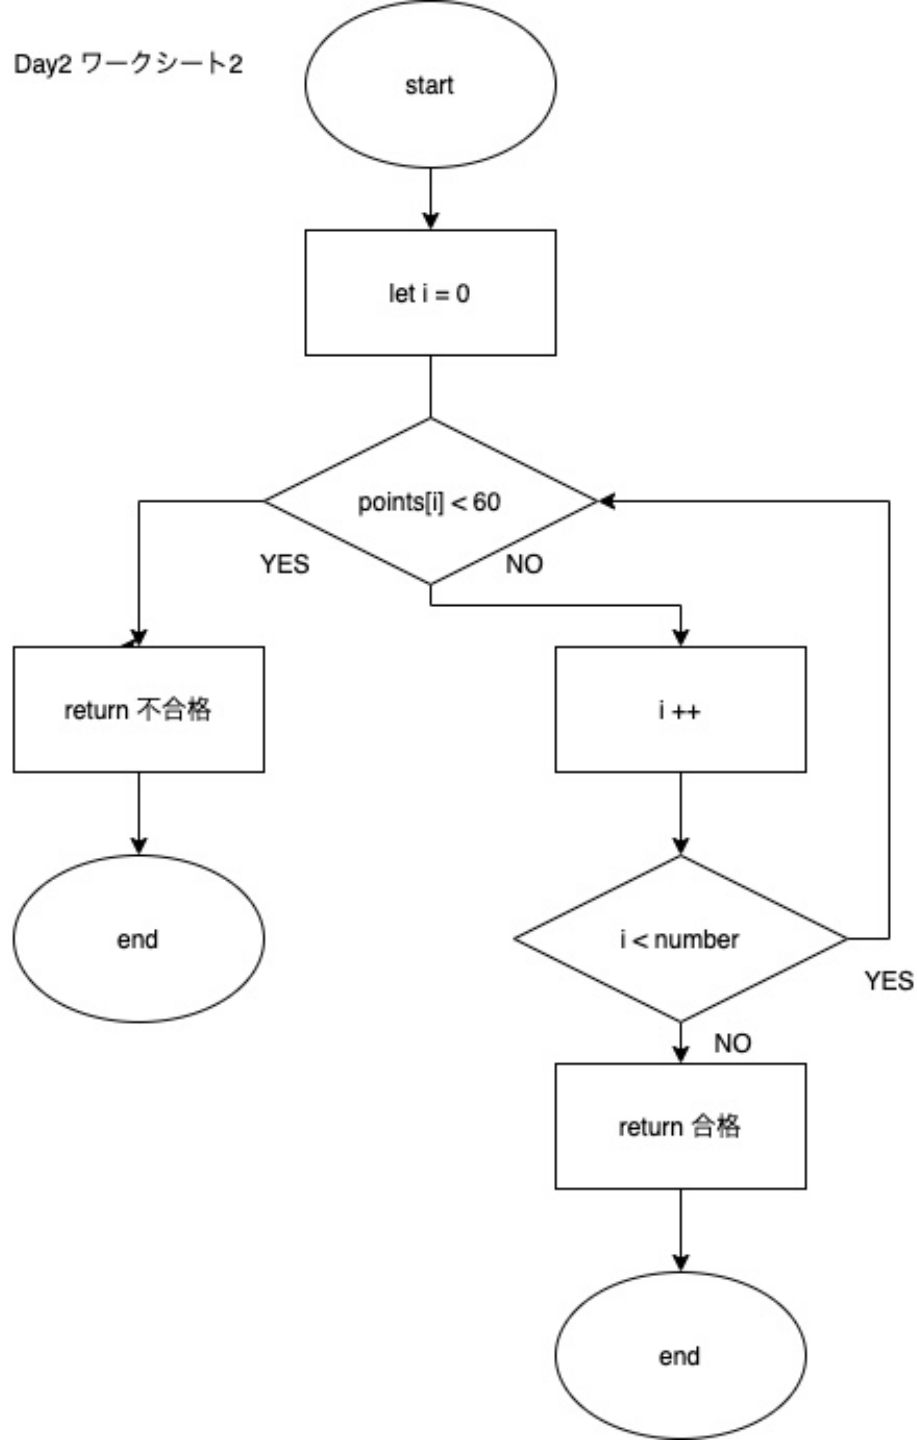 Day2 ワークシート2
start
let i = 0
points[i] < 60
YES
NO
return 不合格
i ++
end
i < number
YES
NO
return 合格
end